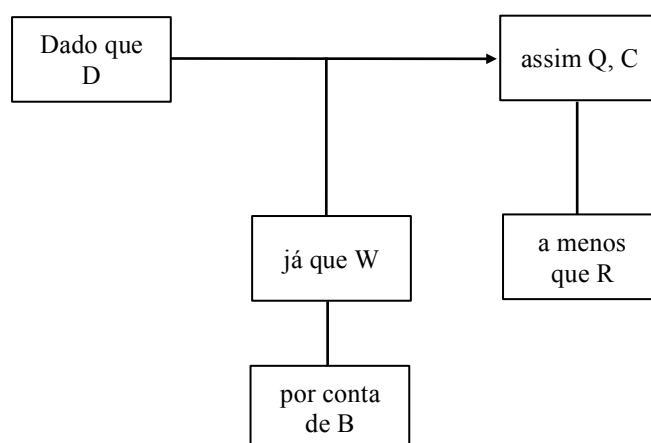 Dado que
D
assim Q, C
já que W
a menos
que R
por conta
de B